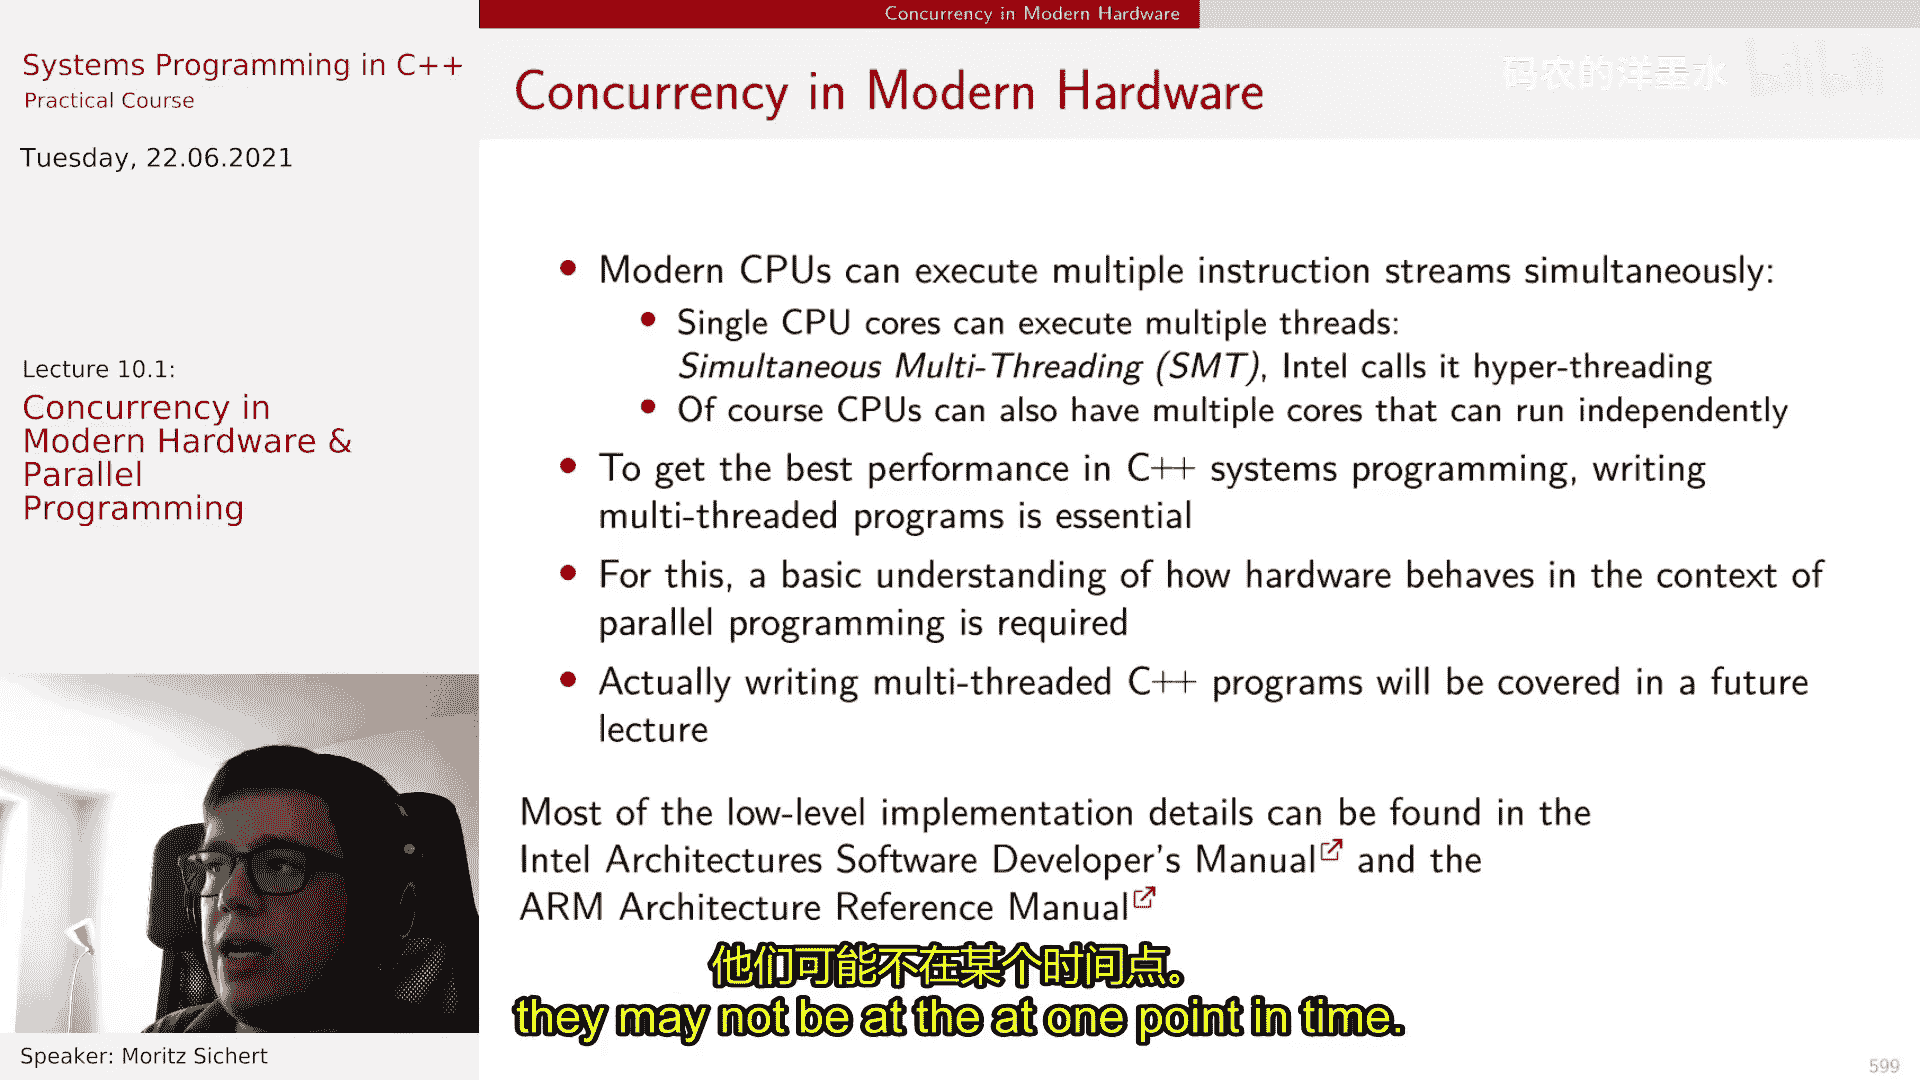 Concurrency in Modern Hardware
Systems Programming in C++
Practical Course
Tuesday, 22.06.2021
Lecture 10.1:
Concurrency in
Modern Hardware &
Parallel
Programming
Speaker: Moritz Sichert
Concurrency in Modern Hardware
码农的洋墨水
bilibili
• Modern CPUs can execute multiple instruction streams simultaneously:
• Single CPU cores can execute multiple threads:
Simultaneous Multi-Threading (SMT), Intel calls it hyper-threading
• Of course CPUs can also have multiple cores that can run independently
• To get the best performance in C++ systems programming, writing
multi-threaded programs is essential
• For this, a basic understanding of how hardware behaves in the context of
parallel programming is required
• Actually writing multi-threaded C++ programs will be covered in a future
lecture
Most of the low-level implementation details can be found in the
Intel Architectures Software Developer's Manual and the
ARM Architecture Reference Manual
他们可能不在某个时间点。
they may not be at the at one point in time.
599